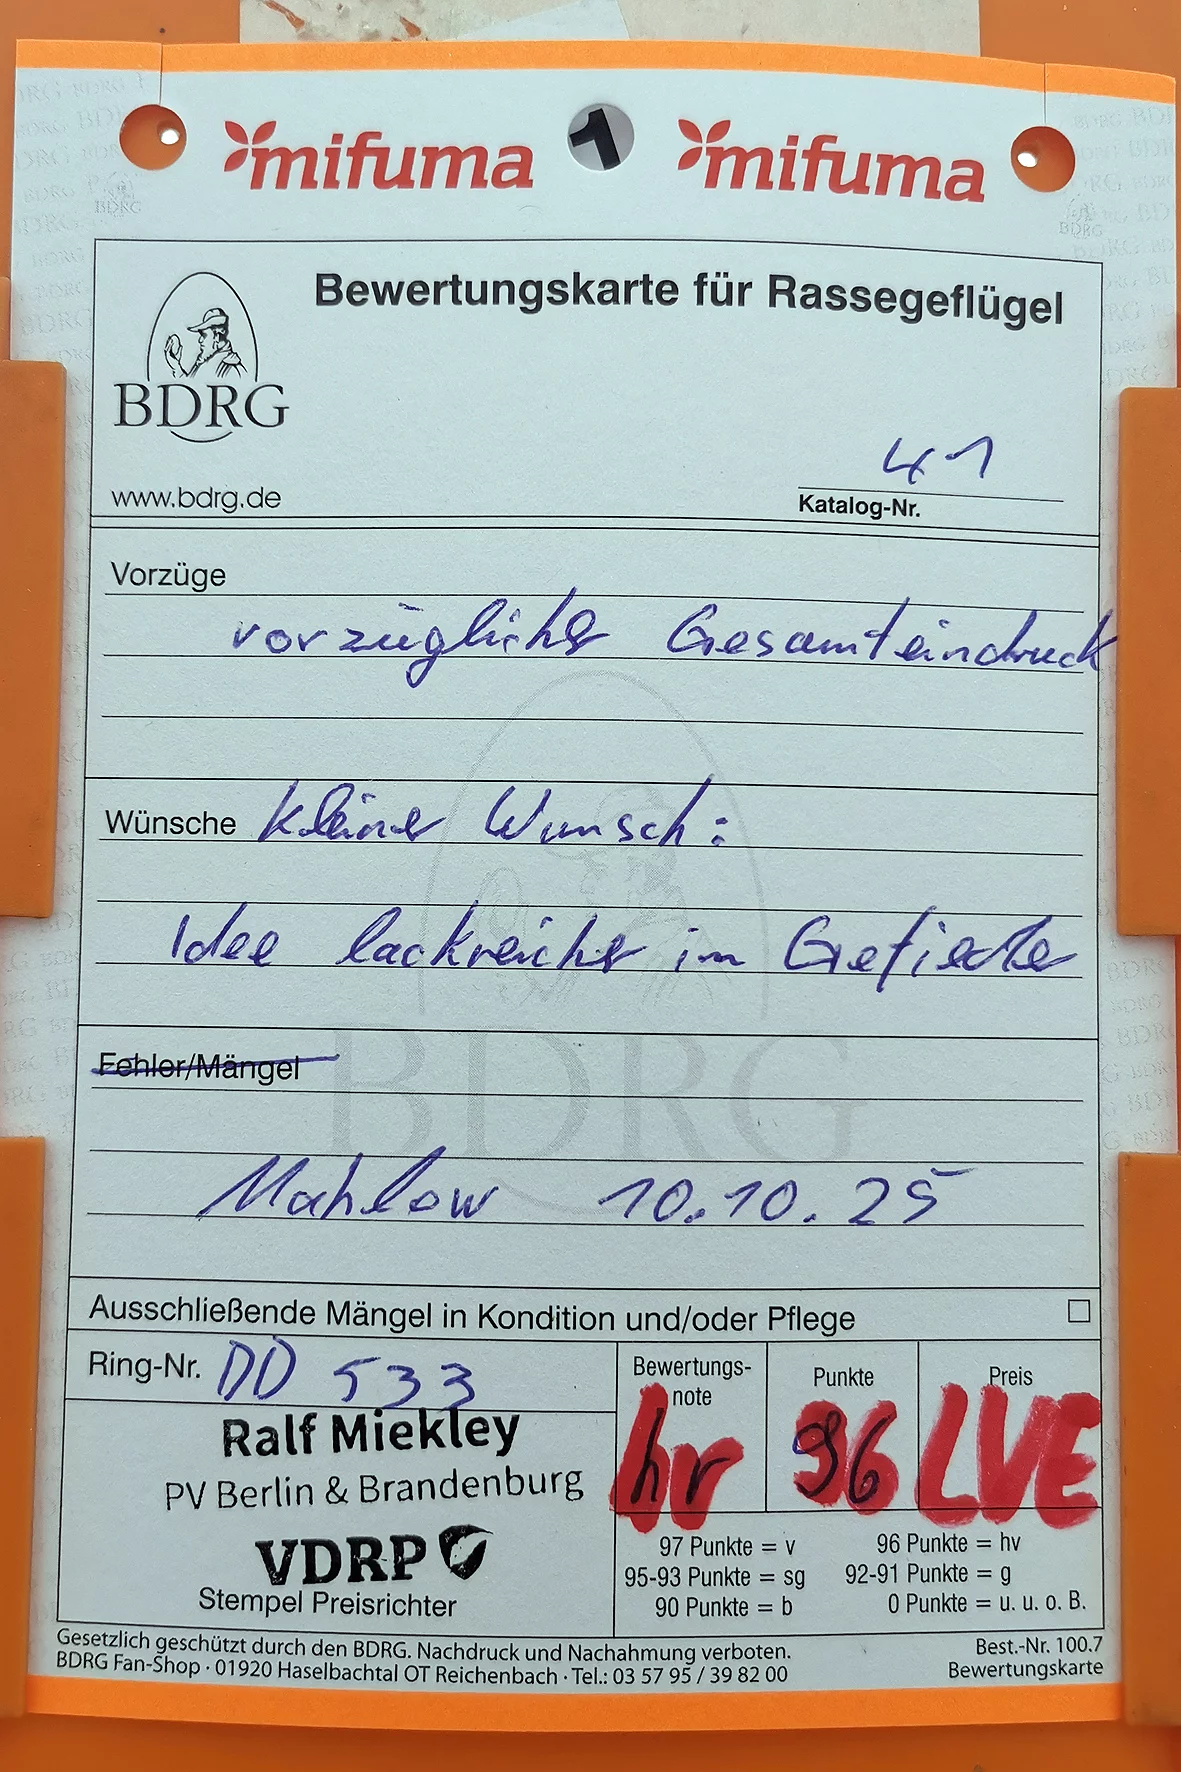 mifuma 1 mifuma
Bewertungskarte für Rassegeflügel
BDRG
41
www.bdrg.de
Katalog-Nr.
Vorzüge
vorzüglicher Gesamteindruck
Wünsche kleiner Wunsch:
Idee lackreicher im Gefieder
Fehler/Mängel
Mahlow 10.10.25
Ausschließende Mängel in Kondition und/oder Pflege
Ring-Nr. DD 533
Bewertungs-
note
Punkte
Preis
hv
96
LVE
Ralf Miekley
PV Berlin & Brandenburg
VDRP
Stempel Preisrichter
97 Punkte = v
96 Punkte = hv
95-93 Punkte = sg
92-91 Punkte = g
90 Punkte = b
0 Punkte = u. u. o. B.
Gesetzlich geschützt durch den BDRG. Nachdruck und Nachahmung verboten.
BDRG Fan-Shop · 01920 Haselbachtal OT Reichenbach · Tel.: 03 57 95 / 39 82 00
Best.-Nr. 100.7
Bewertungskarte